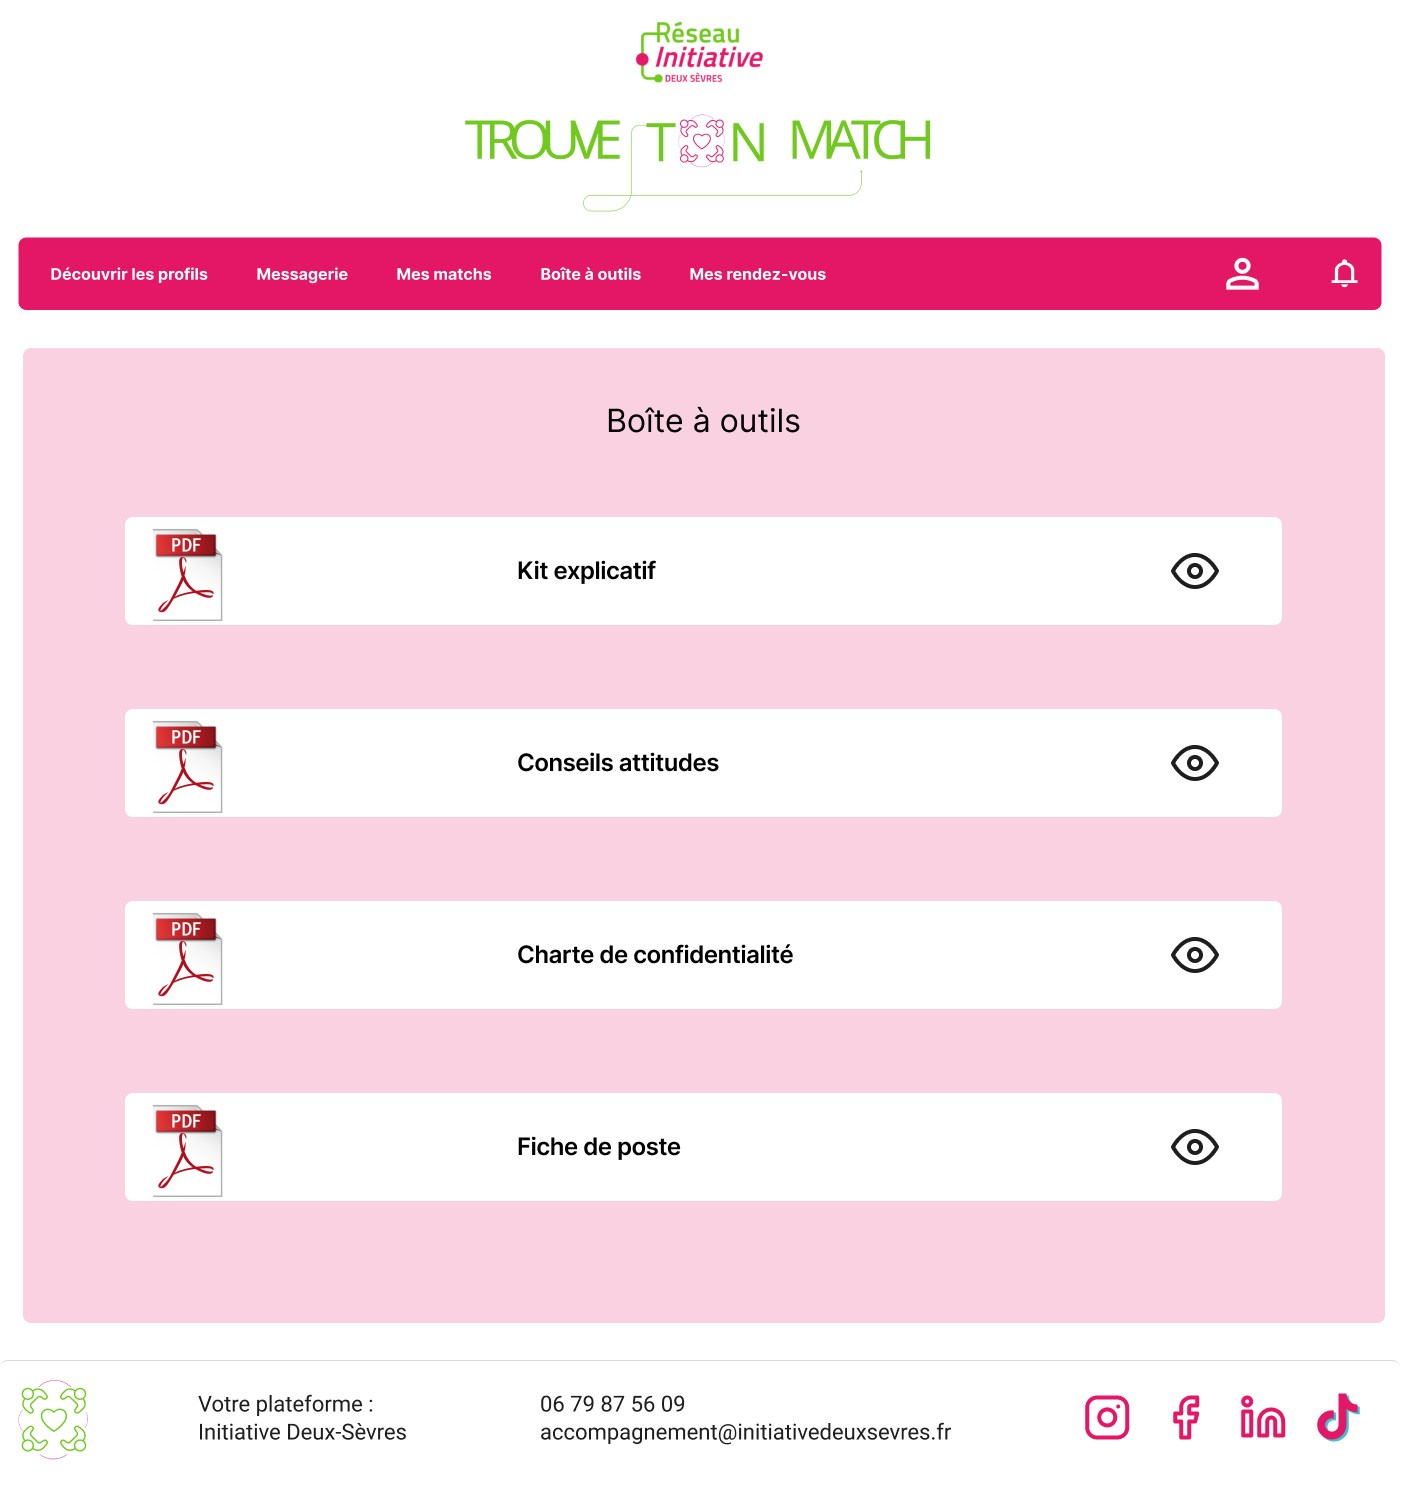 Réseau
Initiative
DEUX SÈVRES
TROUVE T N MATCH
Découvrir les profils Messagerie Mes matchs Boîte à outils Mes rendez-vous
Boîte à outils
PDF
Kit explicatif
PDF
Conseils attitudes
PDF
Charte de confidentialité
PDF
Fiche de poste
Votre plateforme :
Initiative Deux-Sèvres
06 79 87 56 09
accompagnement@initiativedeuxsevres.fr